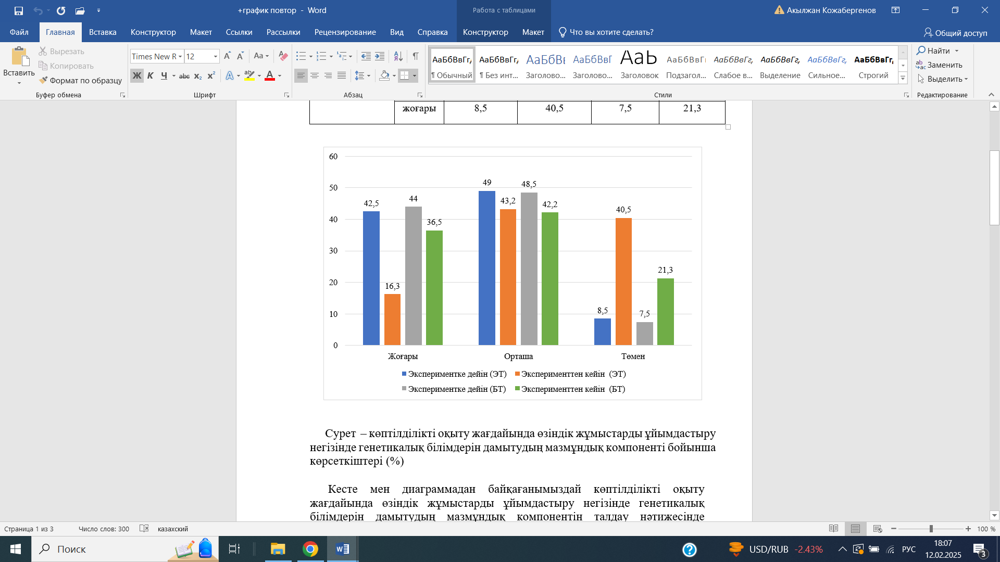 +график повтор - Word
Работа с таблицами
Акылжан Кожабергенов
Файл Главная Вставка Конструктор Макет Ссылки Рассылки Рецензирование Вид Справка Конструктор Макет Что вы хотите сделать? Общий доступ
Вставить
Вырезать
Копировать
Формат по образцу
Буфер обмена
Times New R 12
Aa
Ж К Ч abc x₂ x²
Шрифт
Абзац
АаБбВвГг, АаБбВвГг, АаБбВв АаБбВвГ АаЬ АаБбВвГг АаБбВвГг, АаБбВвГг, АаБбВвГг, АаБбВвГг,
¶ Обычный ¶ Без инт... Заголово... Заголово... Заголовок Подзагол... Слабое в... Выделение Сильное... Строгий
Стили
Найти
Заменить
Выделить
Редактирование
жоғары 8,5 40,5 7,5 21,3
60
50
40
30
20
10
0
42,5 16,3 44 36,5
49 43,2 48,5 42,2
8,5 40,5 7,5 21,3
Жоғары Орташа Төмен
Экспериментке дейін (ЭТ) Эксперименттен кейін (ЭТ)
Экспериментке дейін (БТ) Эксперименттен кейін (БТ)
Сурет – көптілділікті оқыту жағдайында өзіндік жұмыстарды ұйымдастыру
негізінде генетикалық білімдерін дамытудың мазмұндық компоненті бойынша
көрсеткіштері (%)
Кесте мен диаграммадан байқағанымыздай көптілділікті оқыту
жағдайында өзіндік жұмыстарды ұйымдастыру негізінде генетикалық
білімдерін дамытудың мазмұндық компонентін талдау нәтижесінде
Страница 1 из 3 Число слов: 300 казахский 100 %
Поиск
USD/RUB -2.43%
РУС
18:07
12.02.2025
3